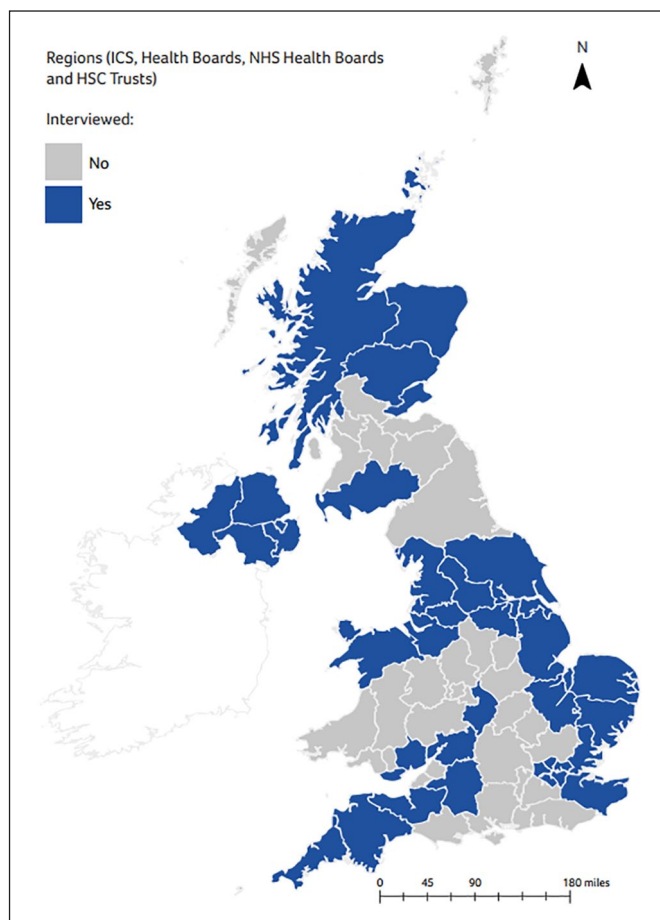 Regions (ICS, Health Boards, NHS Health Boards
and HSC Trusts)
N
Interviewed:
No
Yes
0 45 90 180 miles